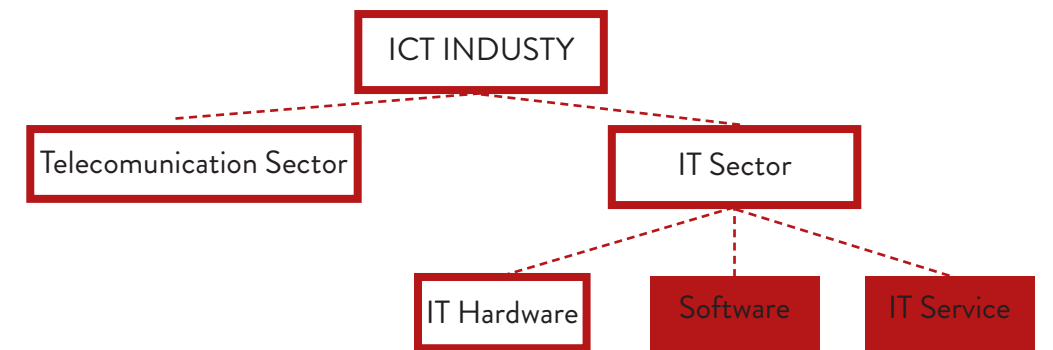 ICT INDUSTY
Telecomunication Sector
IT Sector
IT Hardware
Software
IT Service